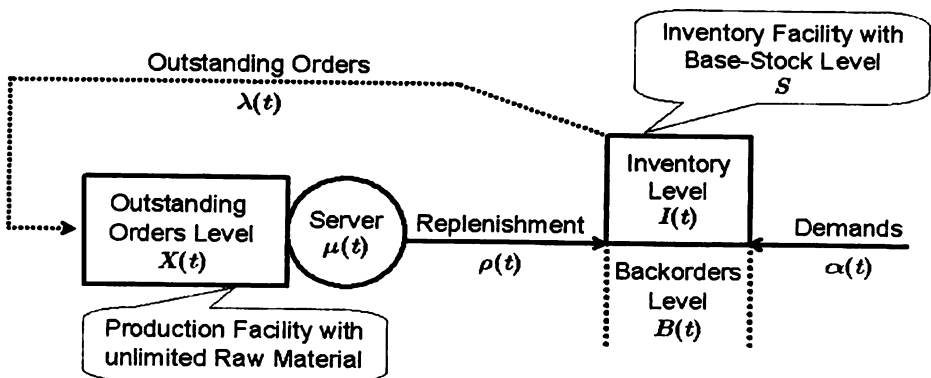 Inventory Facility with
Base-Stock Level
S
Outstanding Orders
λ(t)
Inventory
Level
I(t)
Outstanding
Orders Level
X(t)
Server
μ(t)
Replenishment
ρ(t)
Demands
α(t)
Backorders
Level
B(t)
Production Facility with
unlimited Raw Material